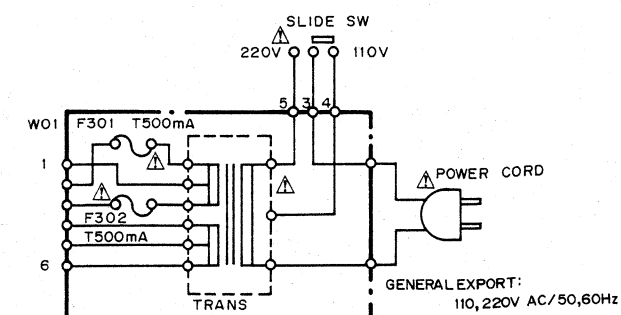 SLIDE SW
220V 110V
5 3 4
W01 F301 T500mA
1
POWER CORD
F302
T500mA
6
GENERAL EXPORT:
110,220V AC/50,60Hz
TRANS